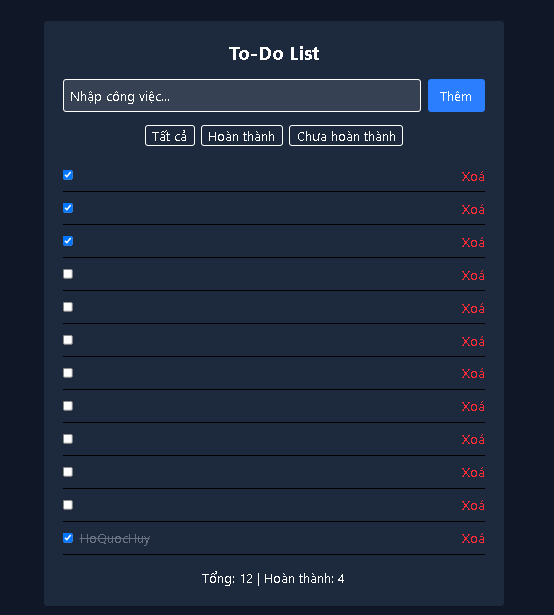 To-Do List
Nhập công việc... Thêm
Tất cả Hoàn thành Chưa hoàn thành
Xoá
Xoá
Xoá
Xoá
Xoá
Xoá
Xoá
Xoá
Xoá
Xoá
Xoá
HoQuocHuy Xoá
Tổng: 12 | Hoàn thành: 4